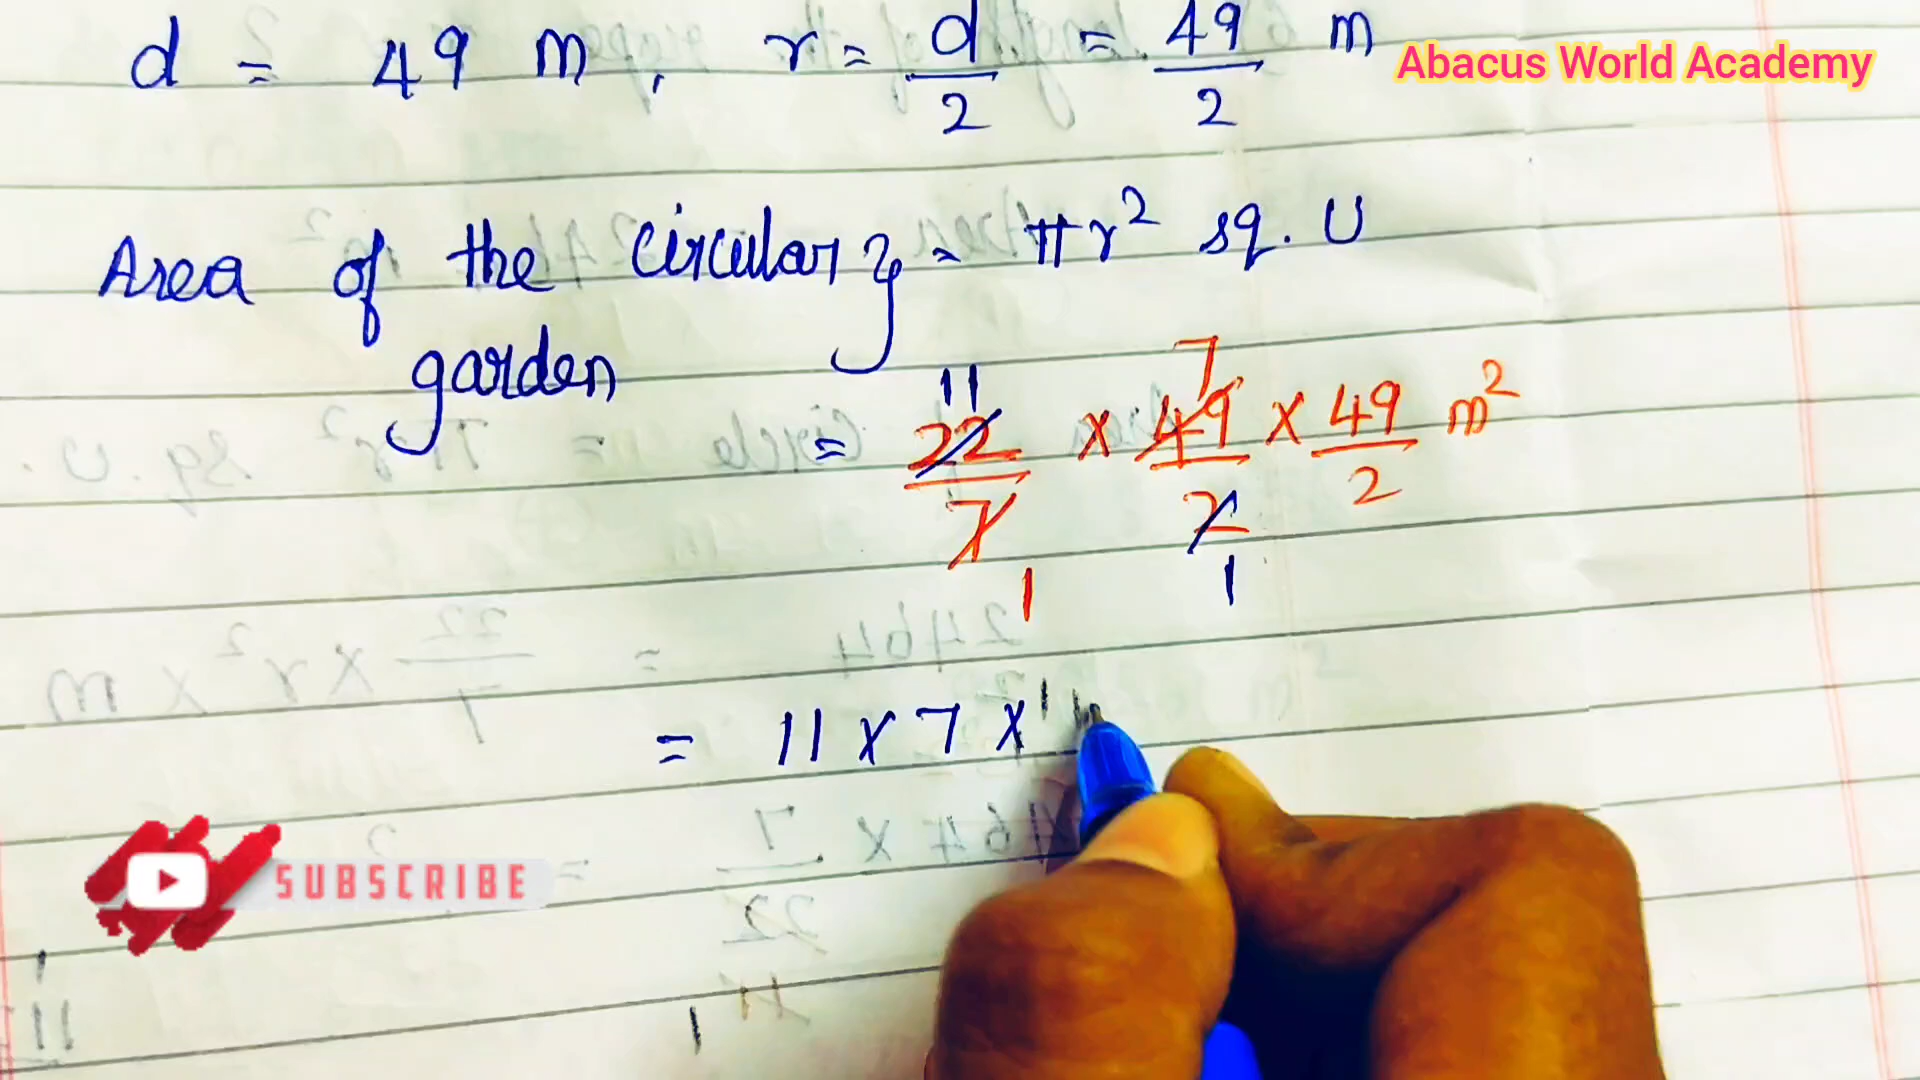 d = 49 m, r = d/2 = 49/2 m
Abacus World Academy
Area of the circular } = πr² sq. U
garden
11 7
= 22/7 × 49/2 × 49/2 m²
1 1
= 11 × 7 ×
SUBSCRIBE